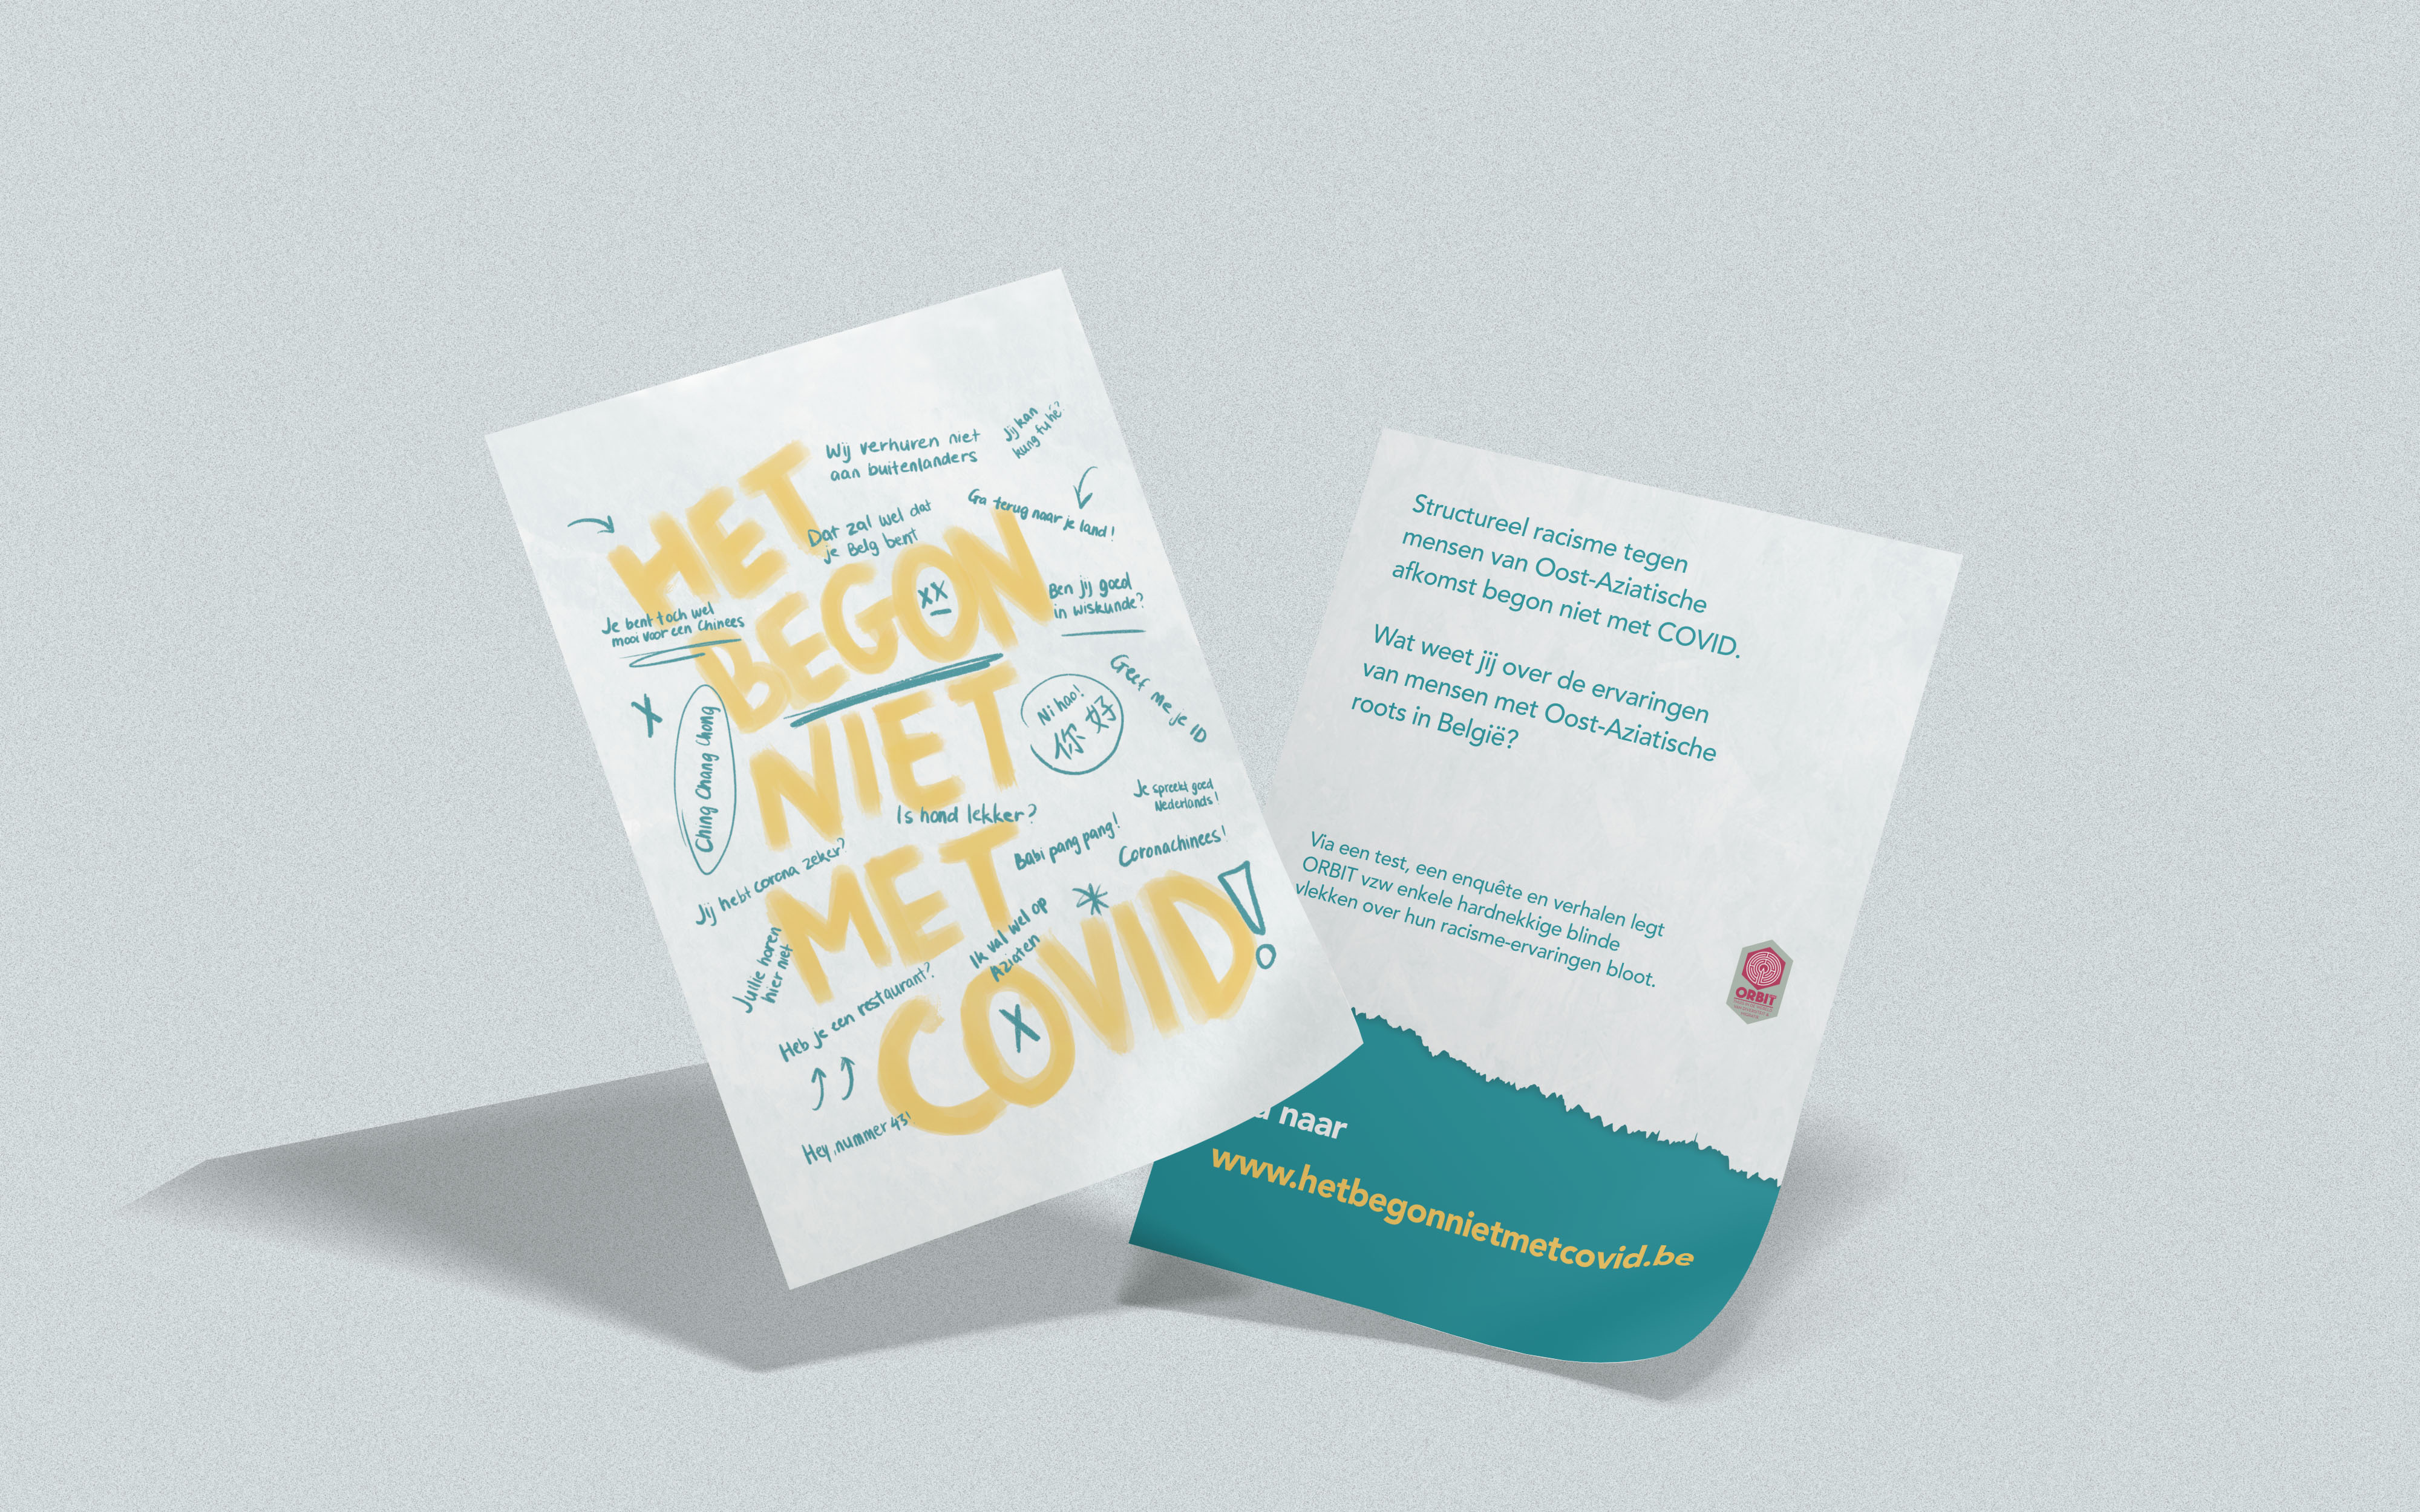 HET
BEGON
NIET
MET
COVID!
Wij verhuren niet
aan buitenlanders
Jij kan
kung fu hé?
Dat zal wel dat
je Belg bent
Ga terug naar je land!
Je bent toch wel
mooi voor een Chinees
Ben jij goed
in wiskunde?
Ching Chang Chong
Ni hao!
你好
Geef me je ID
Is hond lekker?
Je spreekt goed
Nederlands!
Babi pang pang!
Coronachinees!
Jij hebt corona zeker?
Jullie horen
hier niet
Ik val wel op
Aziaten
Heb je een restaurant?
Hey, nummer 43!
Structureel racisme tegen
mensen van Oost-Aziatische
afkomst begon niet met COVID.
Wat weet jij over de ervaringen
van mensen met Oost-Aziatische
roots in België?
Via een test, een enquête en verhalen legt
ORBIT vzw enkele hardnekkige blinde
vlekken over hun racisme-ervaringen bloot.
ORBIT
naar
www.hetbegonnietmetcovid.be